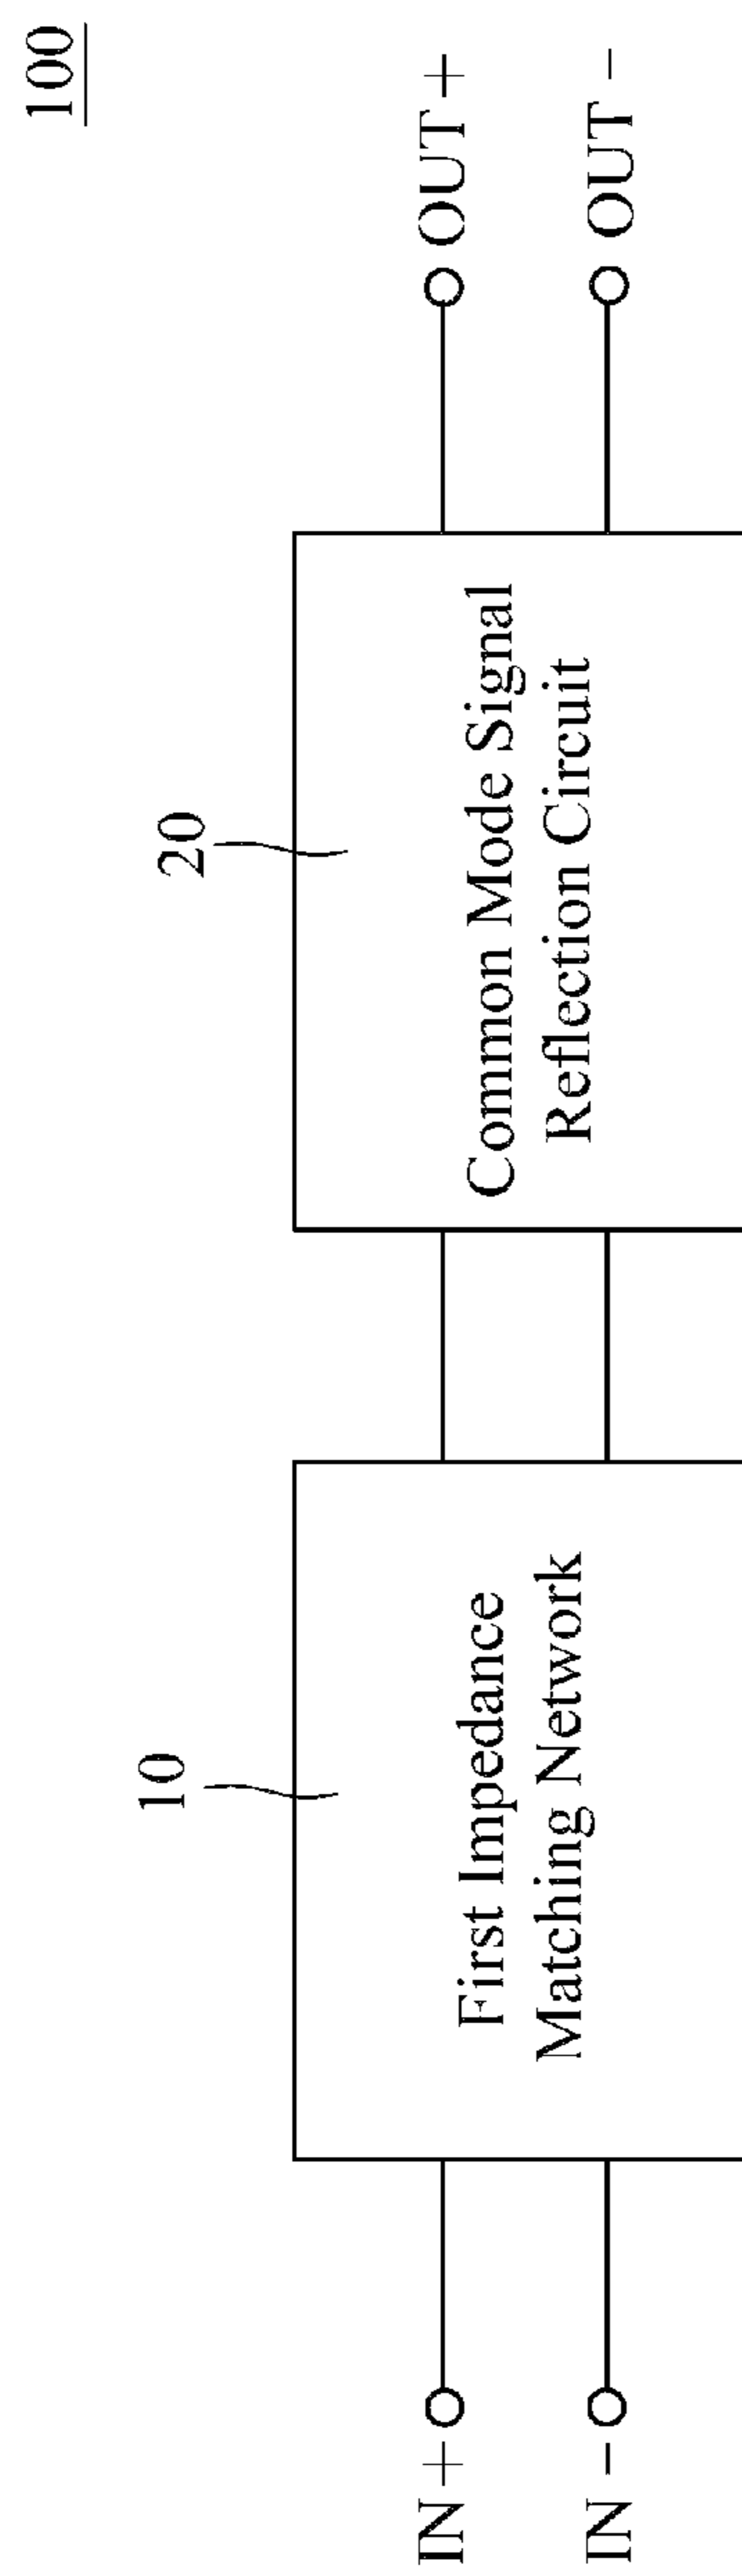 100
10
20
IN +
First Impedance
Matching Network
Common Mode Signal
Reflection Circuit
OUT +
IN -
OUT -